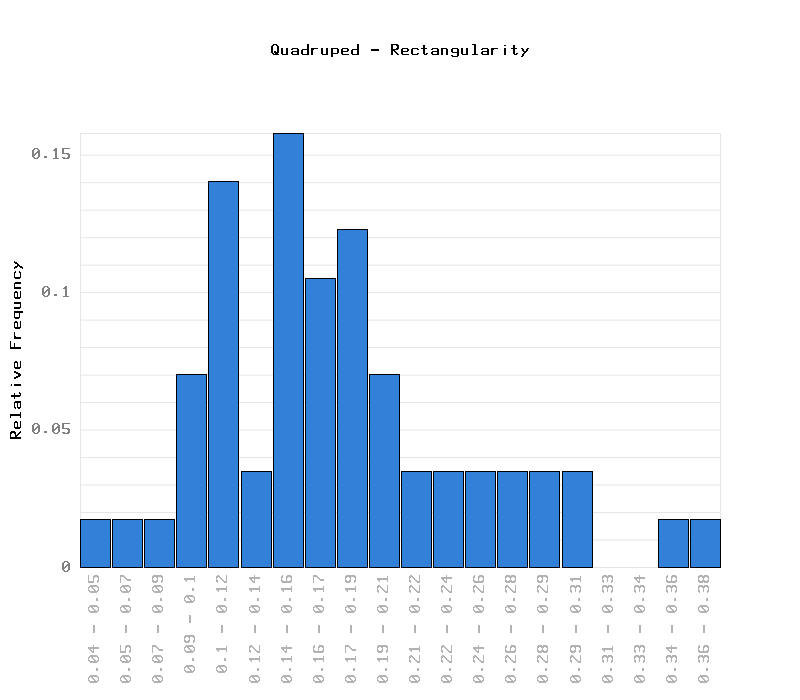 Quadruped - Rectangularity
Relative Frequency
0.15
0.1
0.05
0
0.04 - 0.05
0.05 - 0.07
0.07 - 0.09
0.09 - 0.1
0.1 - 0.12
0.12 - 0.14
0.14 - 0.16
0.16 - 0.17
0.17 - 0.19
0.19 - 0.21
0.21 - 0.22
0.22 - 0.24
0.24 - 0.26
0.26 - 0.28
0.28 - 0.29
0.29 - 0.31
0.31 - 0.33
0.33 - 0.34
0.34 - 0.36
0.36 - 0.38